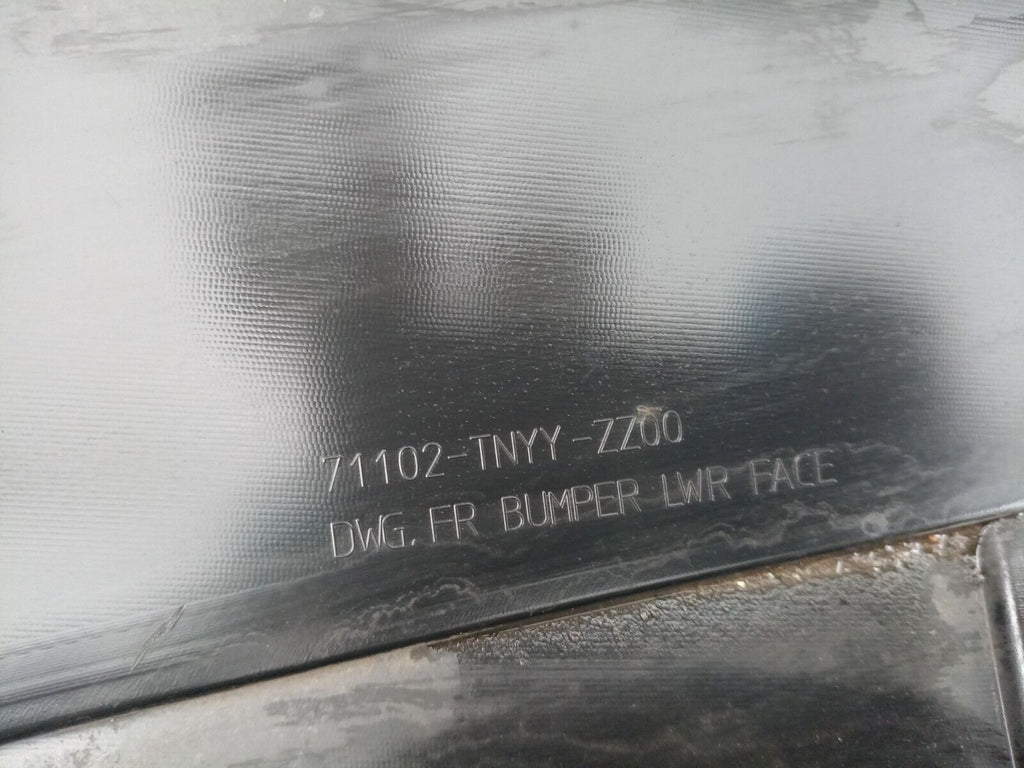 71102-TNYY-ZZ00
DWG. FR BUMPER LWR FACE